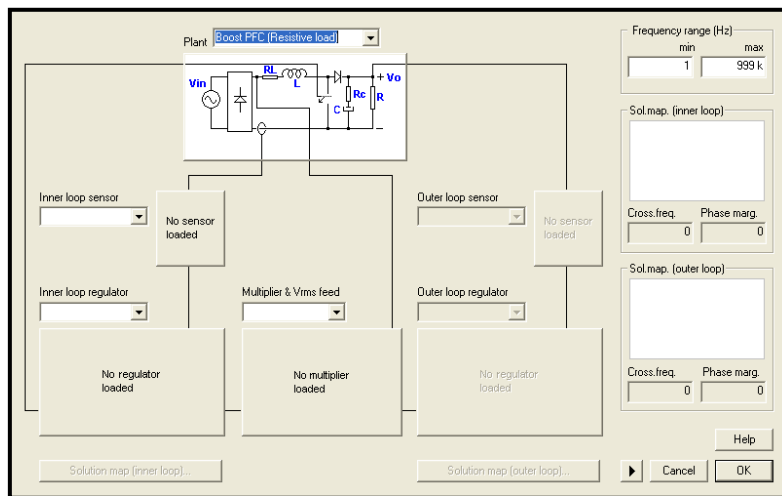 Plant
Boost PFC (Resistive load)
Vin
RL
L
+ Vo
Rc
R
C
−
Inner loop sensor
No sensor
loaded
Outer loop sensor
No sensor
loaded
Inner loop regulator
Multiplier & Vrms feed
Outer loop regulator
No regulator
loaded
No multiplier
loaded
No regulator
loaded
Solution map (inner loop)...
Solution map (outer loop)...
Frequency range (Hz)
min
max
1
999 k
Sol.map. (inner loop)
Cross.freq.
Phase marg.
0
0
Sol.map. (outer loop)
Cross.freq.
Phase marg.
0
0
Help
Cancel
OK